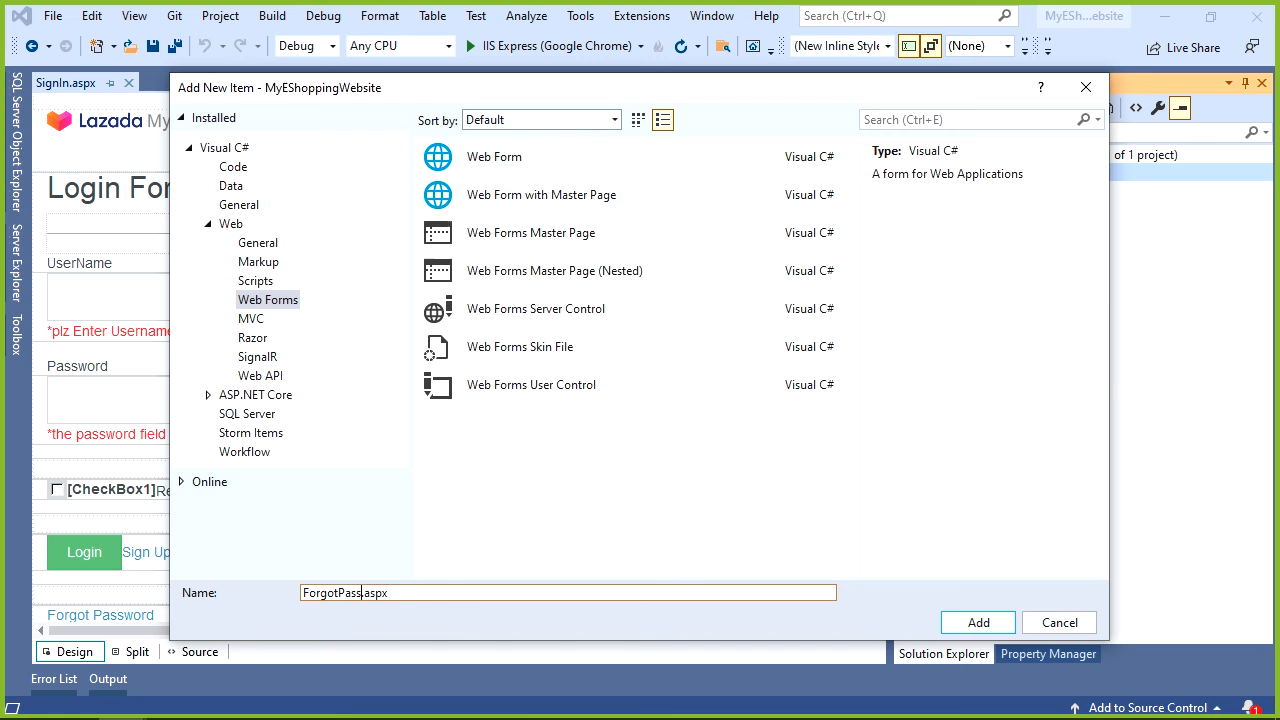 File Edit View Git Project Build Debug Format Table Test Analyze Tools Extensions Window Help Search (Ctrl+Q) MyESh...ebsite
Debug Any CPU IIS Express (Google Chrome) (New Inline Style (None) Live Share
SQL Server Object Explorer
Server Explorer
Toolbox
SignIn.aspx
Lazada My
Login For
UserName
*plz Enter Username
Password
*the password field
[CheckBox1]Re
Login Sign Up
Forgot Password
Design Split Source
Error List Output
Add New Item - MyEShoppingWebsite
Installed
Visual C#
Code
Data
General
Web
General
Markup
Scripts
Web Forms
MVC
Razor
SignalR
Web API
ASP.NET Core
SQL Server
Storm Items
Workflow
Online
Sort by: Default
Search (Ctrl+E)
Web Form Visual C#
Web Form with Master Page Visual C#
Web Forms Master Page Visual C#
Web Forms Master Page (Nested) Visual C#
Web Forms Server Control Visual C#
Web Forms Skin File Visual C#
Web Forms User Control Visual C#
Type: Visual C#
A form for Web Applications
Name: ForgotPass.aspx
Add Cancel
of 1 project)
Solution Explorer Property Manager
Add to Source Control 1